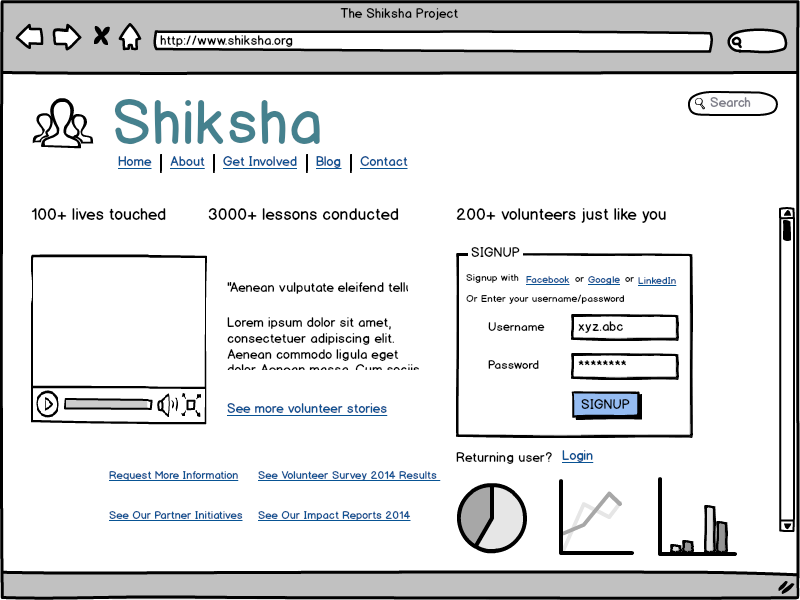 The Shiksha Project
http://www.shiksha.org
Search
Shiksha
Home | About | Get Involved | Blog | Contact
100+ lives touched
3000+ lessons conducted
200+ volunteers just like you
"Aenean vulputate eleifend tellu
Lorem ipsum dolor sit amet,
consectetuer adipiscing elit.
Aenean commodo ligula eget
dolor. Aenean massa. Cum sociis
See more volunteer stories
SIGNUP
Signup with Facebook or Google or LinkedIn
Or Enter your username/password
Username xyz.abc
Password ********
SIGNUP
Returning user? Login
Request More Information
See Volunteer Survey 2014 Results
See Our Partner Initiatives
See Our Impact Reports 2014